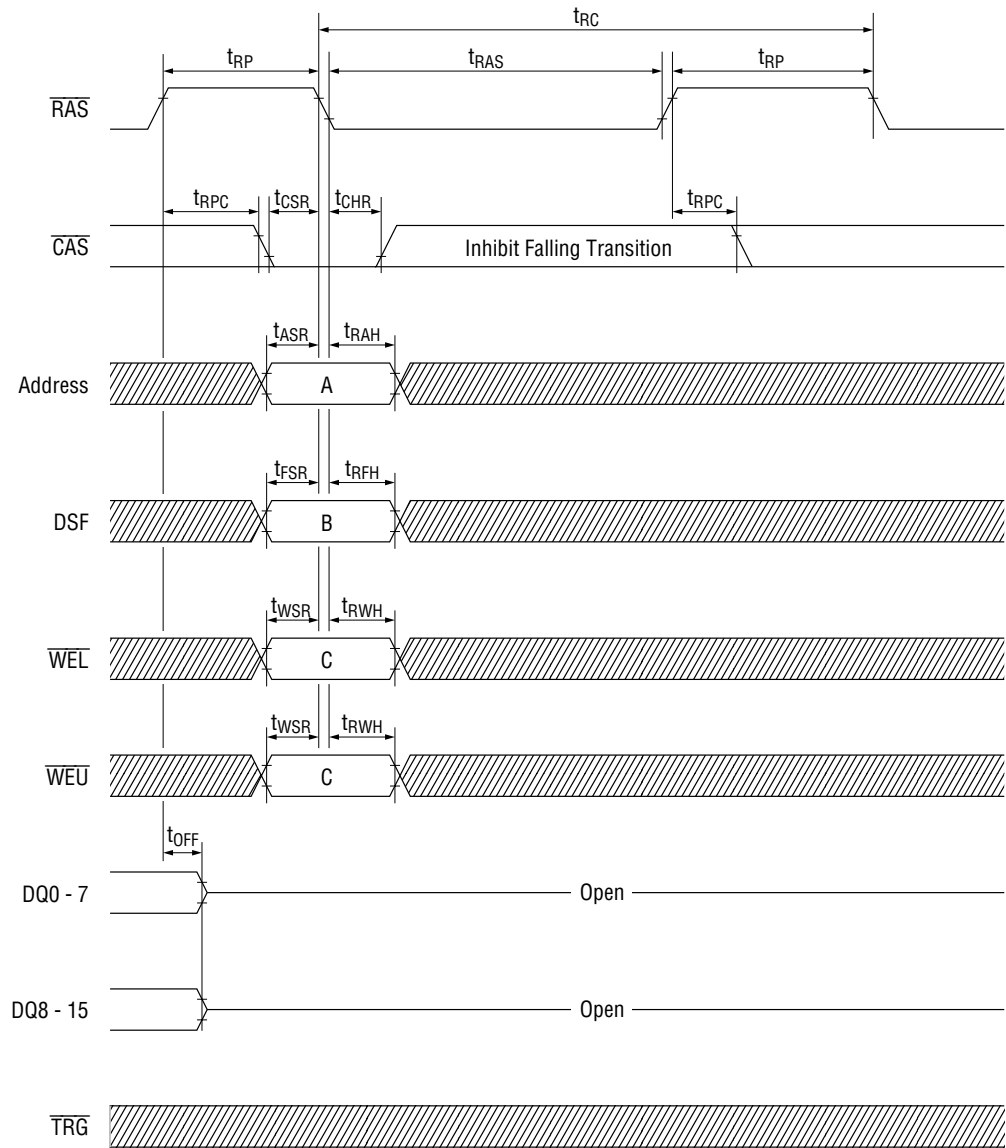 tRC
tRP tRAS tRP
RAS
tRPC tCSR tCHR tRPC
CAS Inhibit Falling Transition
tASR tRAH
Address A
tFSR tRFH
DSF B
tWSR tRWH
WEL C
tWSR tRWH
WEU C
tOFF
DQ0 - 7 Open
DQ8 - 15 Open
TRG